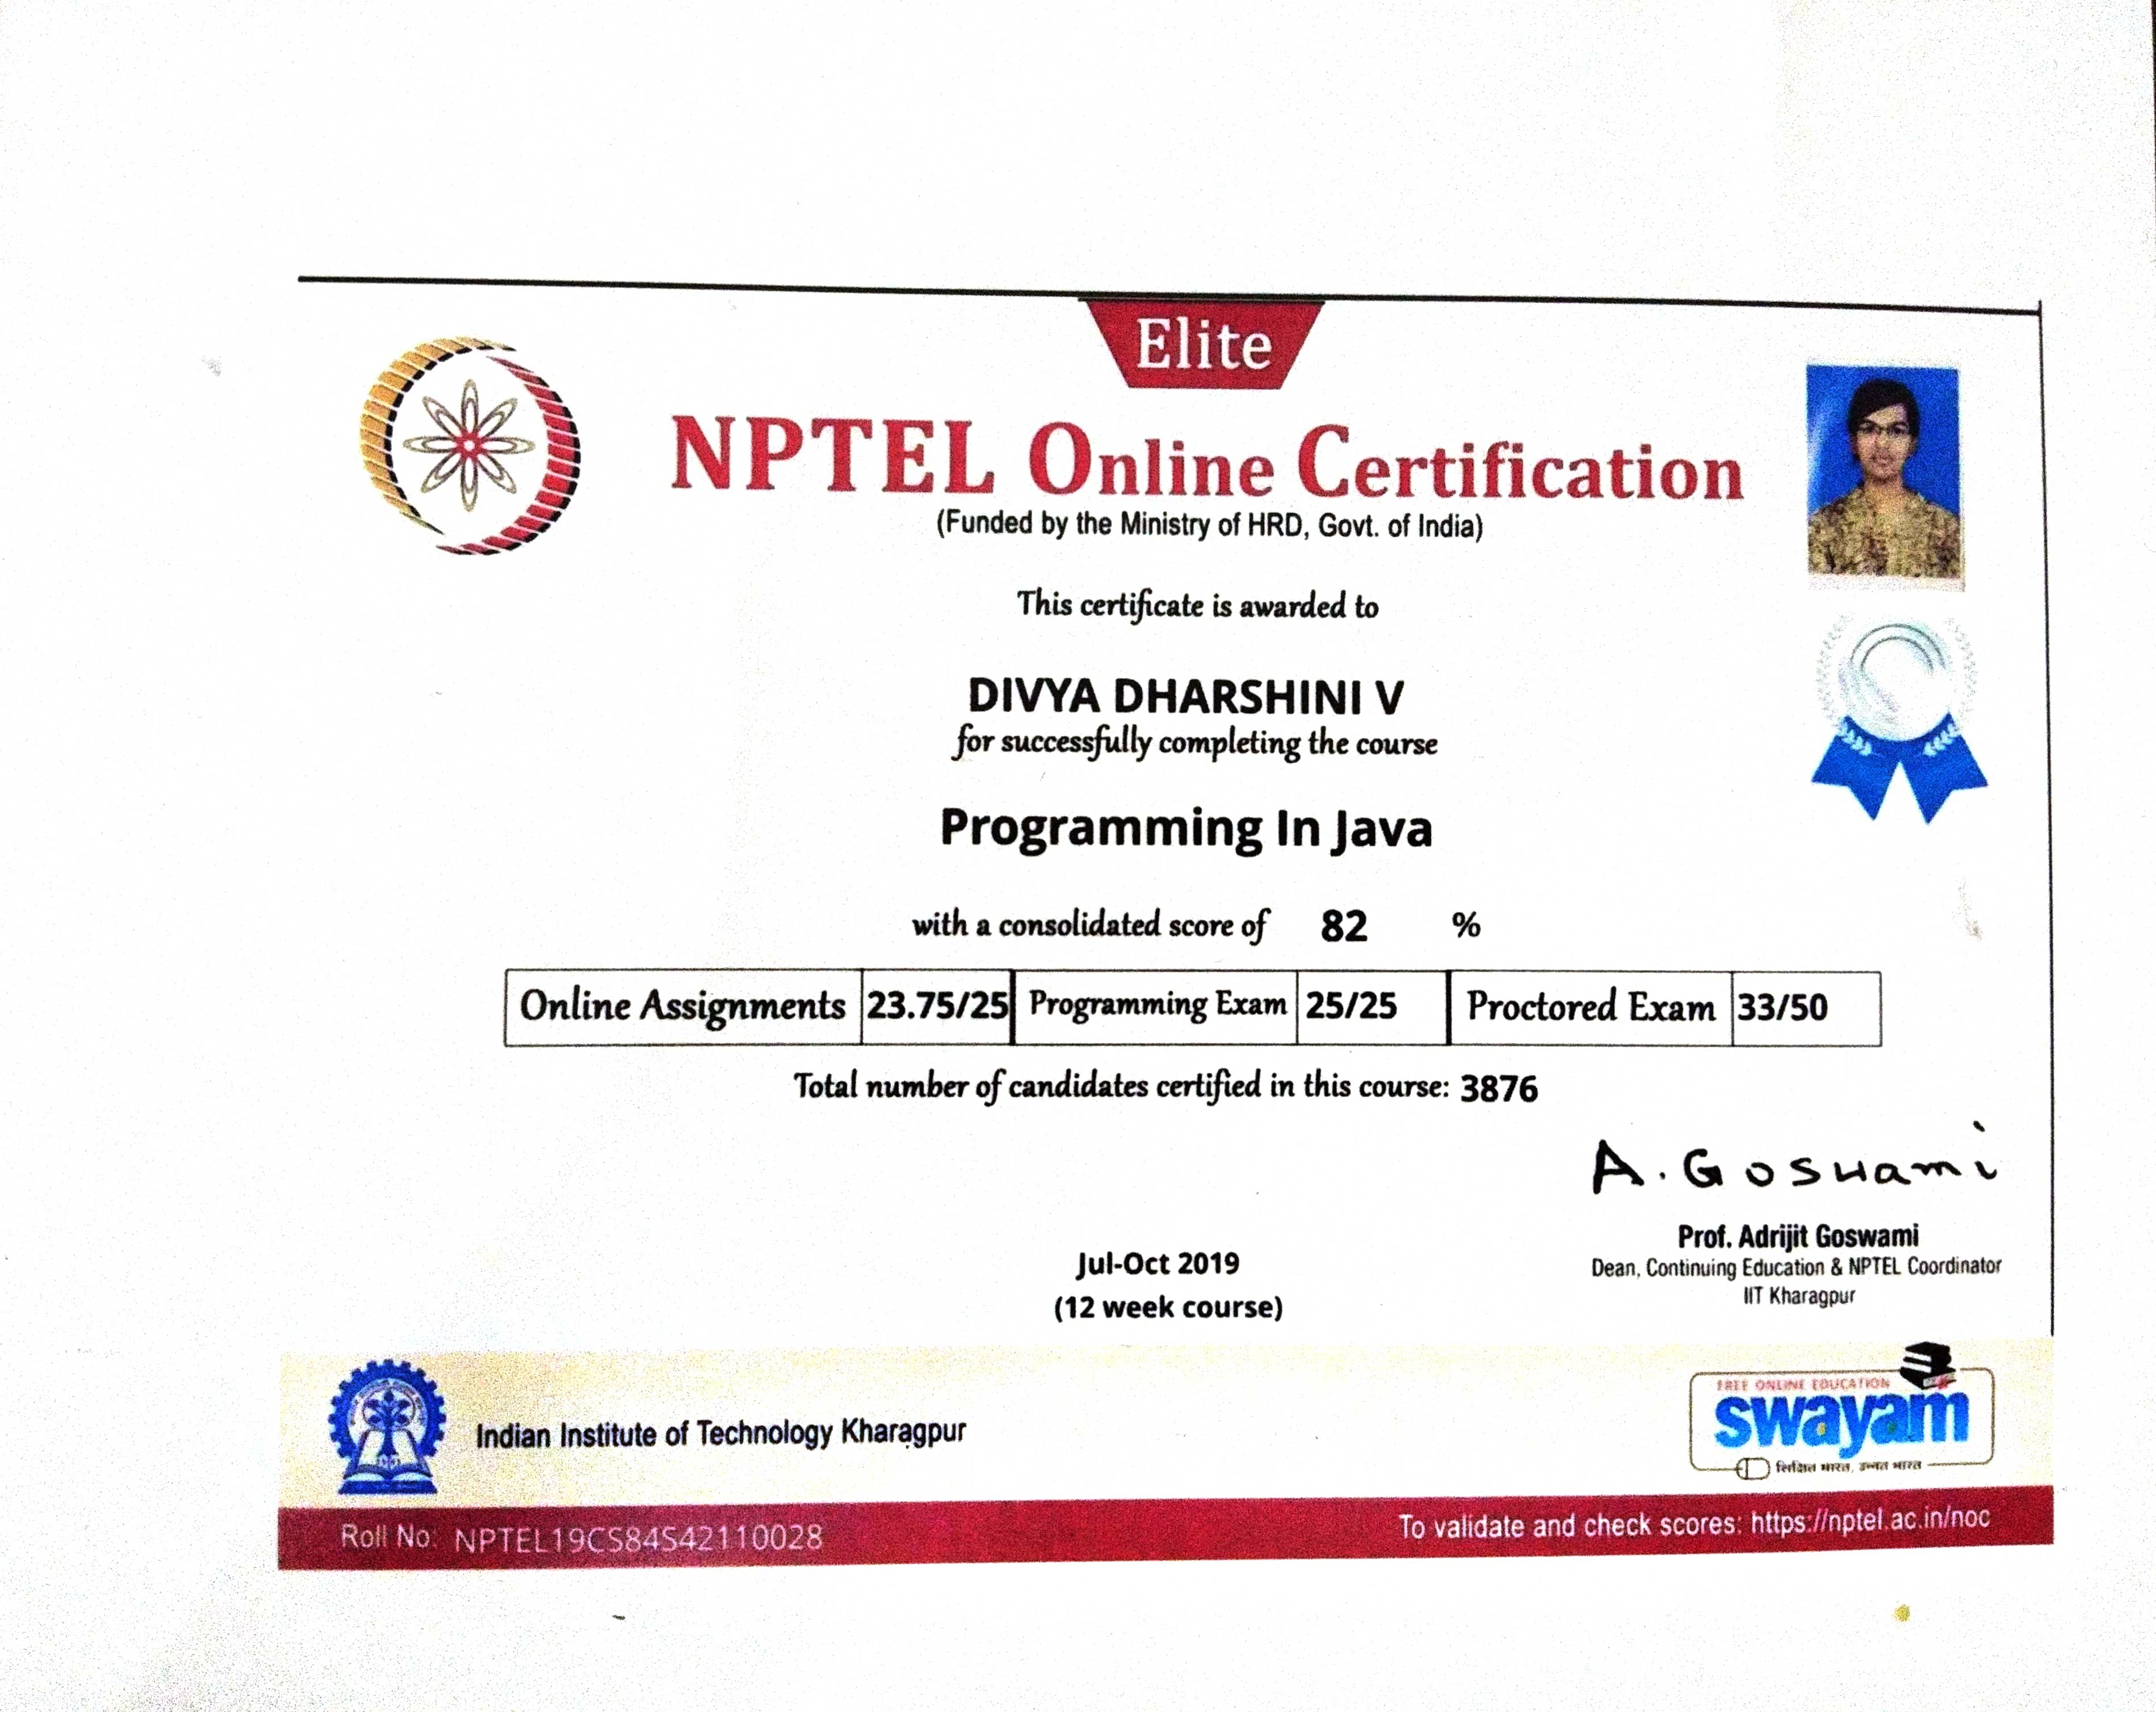 Elite
NPTEL Online Certification
(Funded by the Ministry of HRD, Govt. of India)
This certificate is awarded to
DIVYA DHARSHINI V
for successfully completing the course
Programming In Java
with a consolidated score of 82 %
Online Assignments 23.75/25 Programming Exam 25/25 Proctored Exam 33/50
Total number of candidates certified in this course: 3876
A. Goswami
Prof. Adrijit Goswami
Dean, Continuing Education & NPTEL Coordinator
IIT Kharagpur
Jul-Oct 2019
(12 week course)
Indian Institute of Technology Kharagpur
FREE ONLINE EDUCATION
swayam
शिक्षित भारत, उन्नत भारत
Roll No: NPTEL19CS84S42110028
To validate and check scores: https://nptel.ac.in/noc